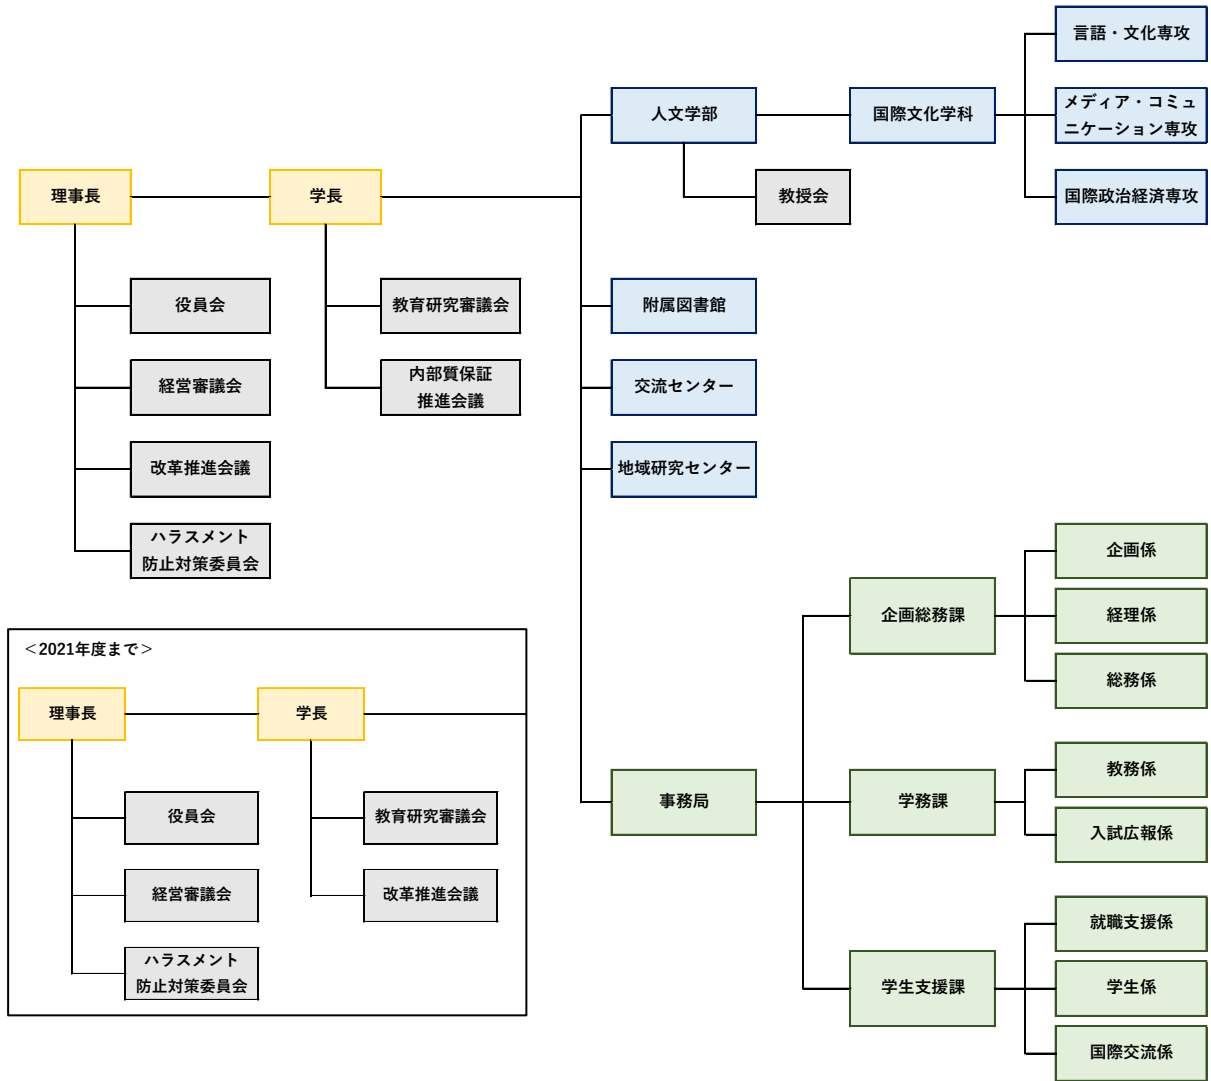 言語・文化専攻
人文学部
国際文化学科
メディア・コミュ
ニケーション専攻
理事長
学長
教授会
国際政治経済専攻
役員会
教育研究審議会
附属図書館
経営審議会
内部質保証
推進会議
交流センター
改革推進会議
地域研究センター
ハラスメント
防止対策委員会
企画係
企画総務課
経理係
総務係
＜2021年度まで＞
理事長
学長
役員会
教育研究審議会
経営審議会
改革推進会議
ハラスメント
防止対策委員会
事務局
学務課
教務係
入試広報係
就職支援係
学生支援課
学生係
国際交流係